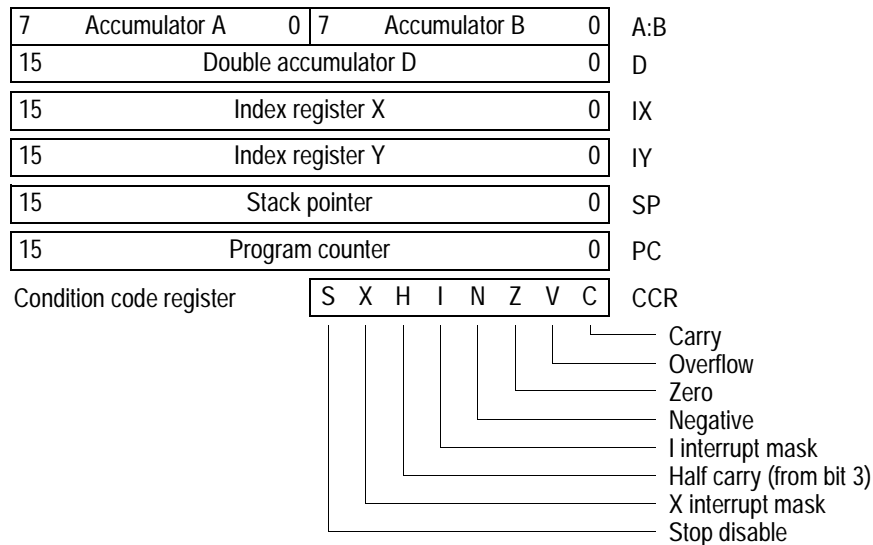 7 Accumulator A 0 7 Accumulator B 0 A:B
15 Double accumulator D 0 D
15 Index register X 0 IX
15 Index register Y 0 IY
15 Stack pointer 0 SP
15 Program counter 0 PC
Condition code register S X H I N Z V C CCR
Carry
Overflow
Zero
Negative
I interrupt mask
Half carry (from bit 3)
X interrupt mask
Stop disable